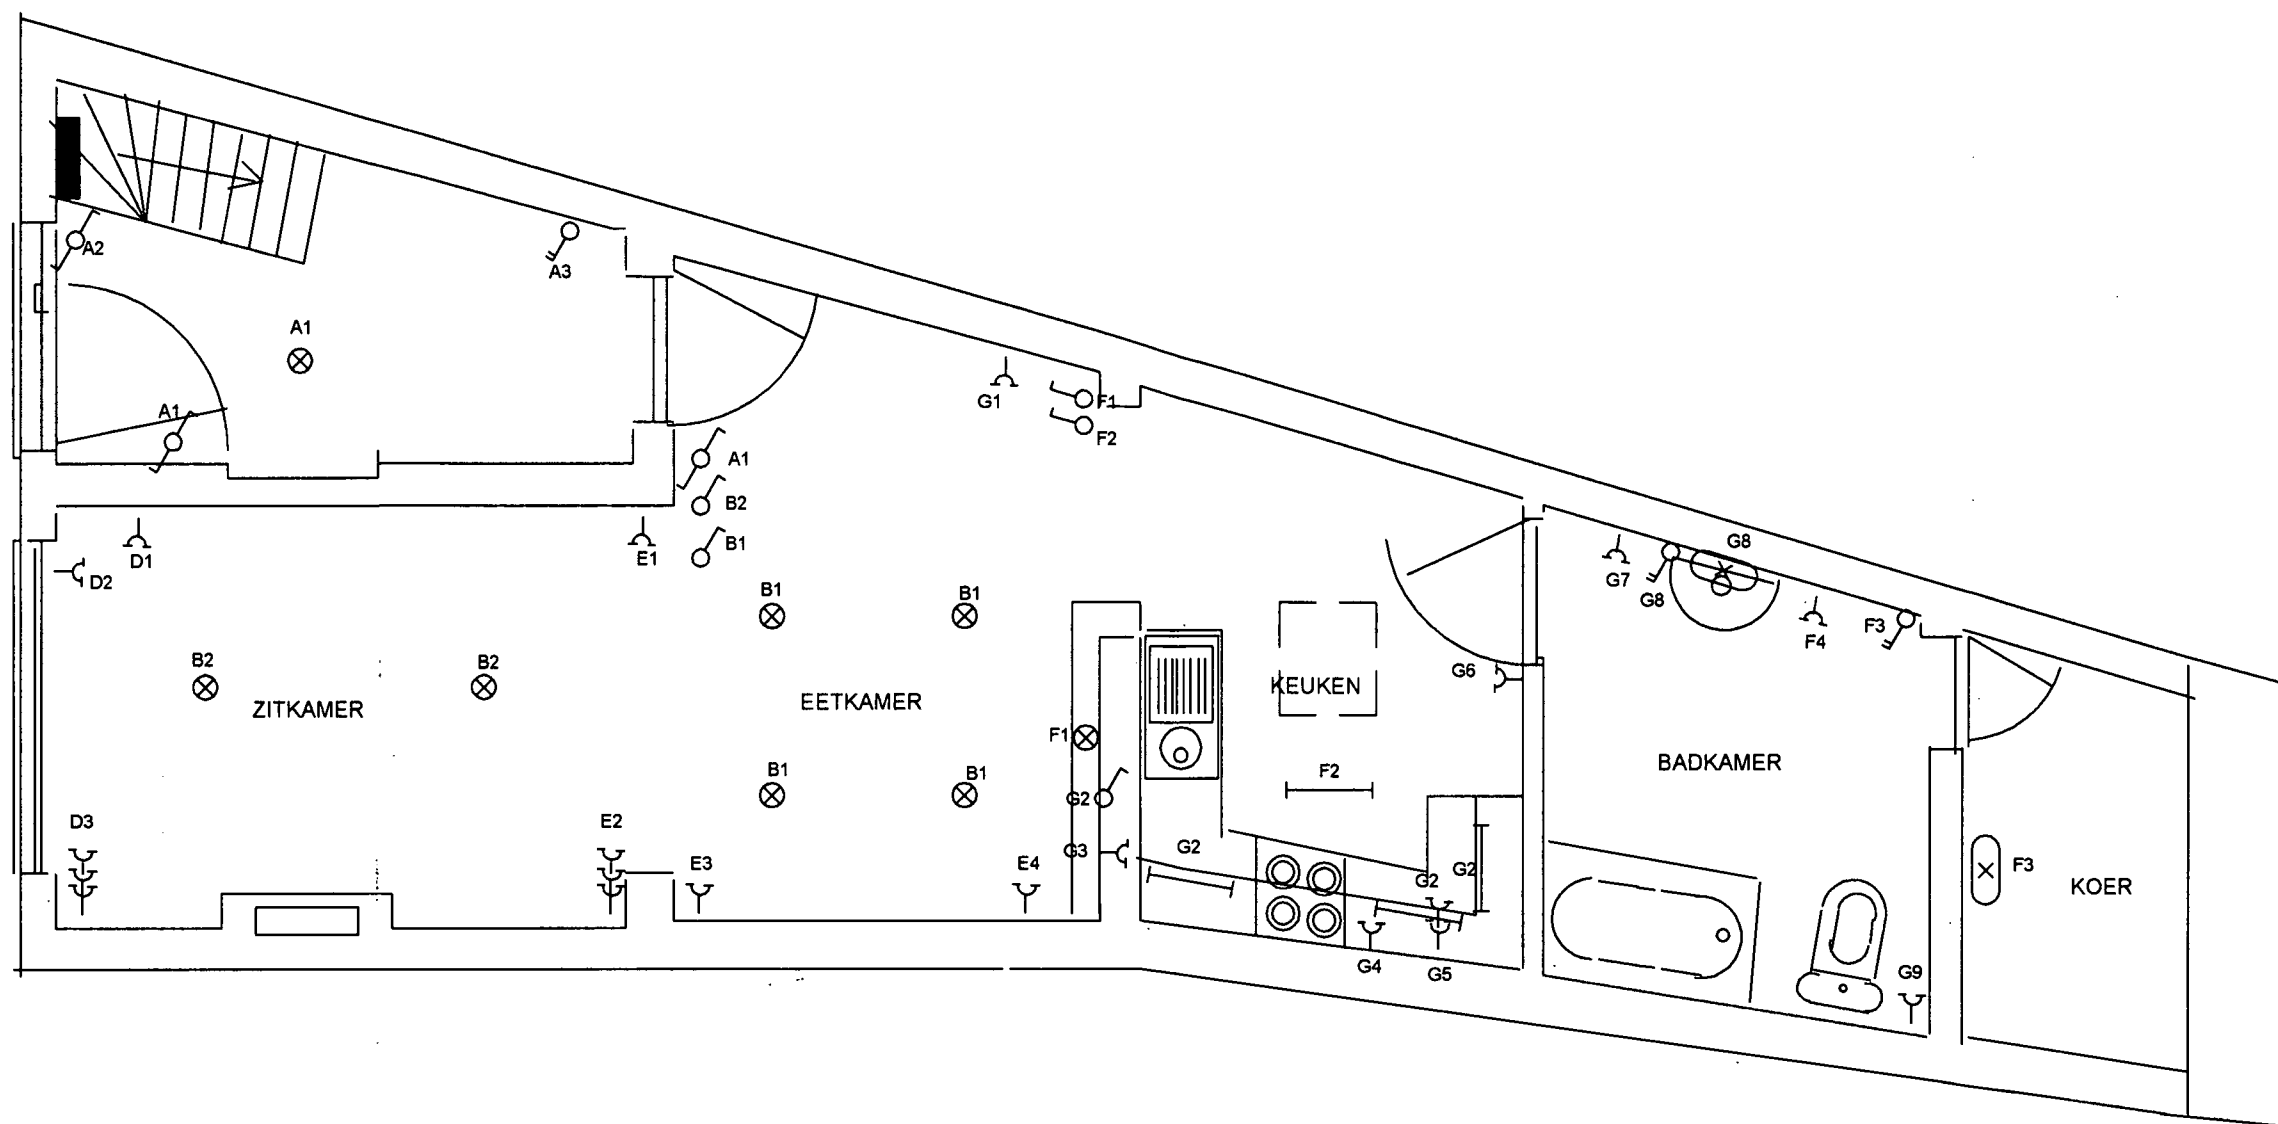 A2
A3
A1
A1
G1
F1
F2
A1
B2
B1
D1
E1
D2
G8
G7
G8
F4
F3
B1
B1
B2
B2
ZITKAMER
EETKAMER
KEUKEN
G6
F1
BADKAMER
B1
B1
F2
G2
D3
E2
G3
G2
E3
E4
G2
G2
F3
KOER
G4
G5
G9